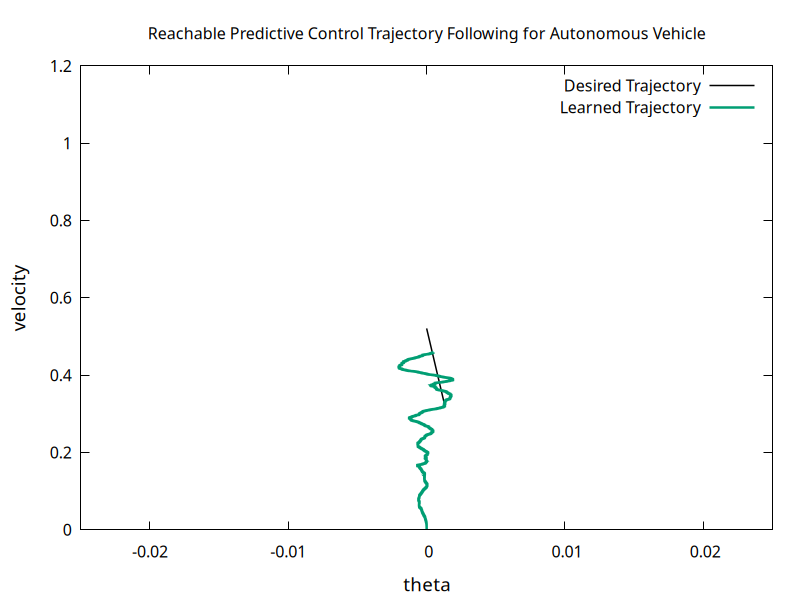 Reachable Predictive Control Trajectory Following for Autonomous Vehicle
Desired Trajectory
Learned Trajectory
1.2
1
0.8
0.6
0.4
0.2
0
-0.02
-0.01
0
0.01
0.02
velocity
theta